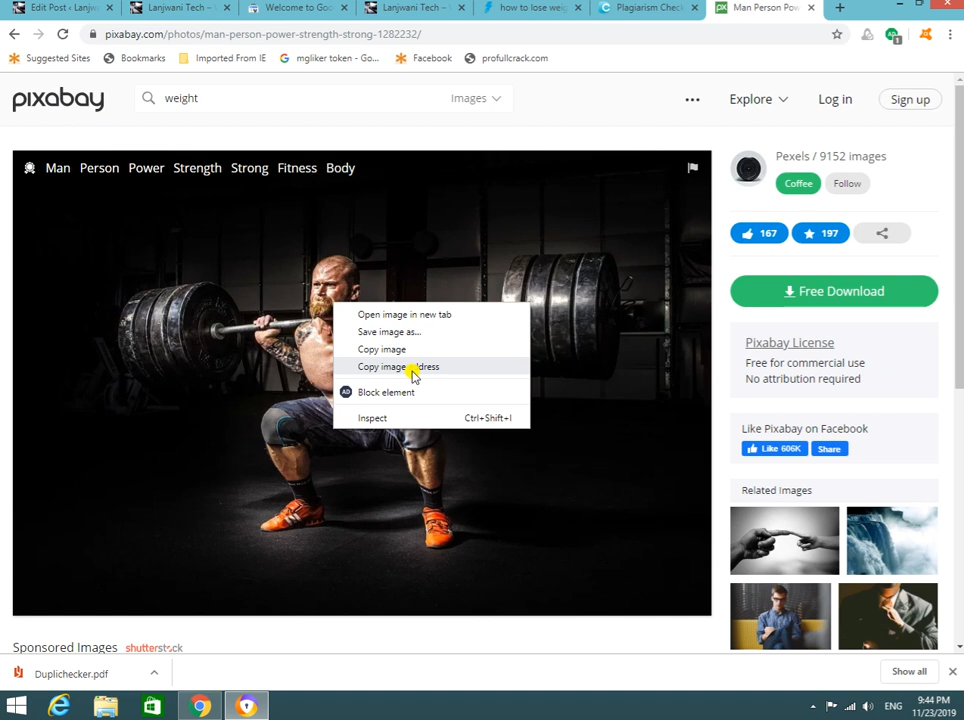 Edit Post ‹ Lanjw
Lanjwani Tech –
Welcome to Goo
Lanjwani Tech –
how to lose weig
Plagiarism Check
Man Person Pow
pixabay.com/photos/man-person-power-strength-strong-1282232/
Suggested Sites
Bookmarks
Imported From IE
mgliker token - Go...
Facebook
profullcrack.com
pixabay
weight
Images
Explore
Log in
Sign up
Man Person Power Strength Strong Fitness Body
Pexels / 9152 images
Coffee
Follow
167
197
Free Download
Open image in new tab
Save image as...
Copy image
Copy image address
Block element
Inspect Ctrl+Shift+I
Pixabay License
Free for commercial use
No attribution required
Like Pixabay on Facebook
Like 606K
Share
Related Images
Sponsored Images shutterstock
Duplichecker.pdf
Show all
ENG
9:44 PM
11/23/2019